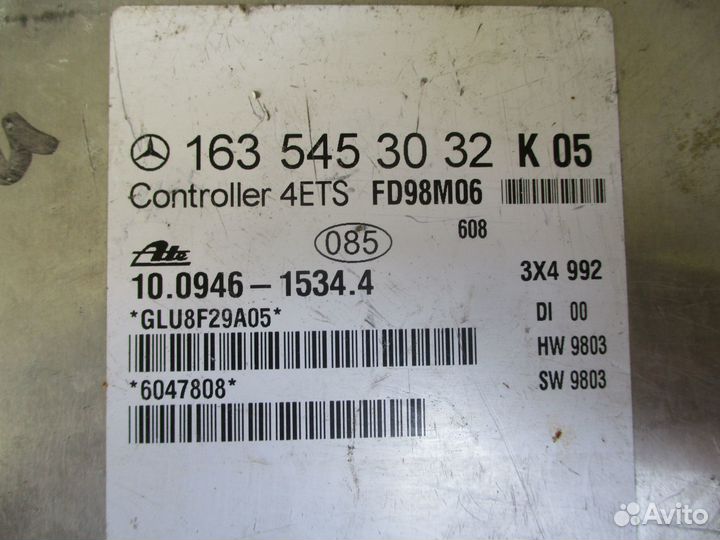 163 545 30 32 K 05
Controller 4ETS FD98M06
608
085
Ate
10.0946-1534.4 3X4 992
*GLU8F29A05* DI 00
HW 9803
*6047808* SW 9803
Avito